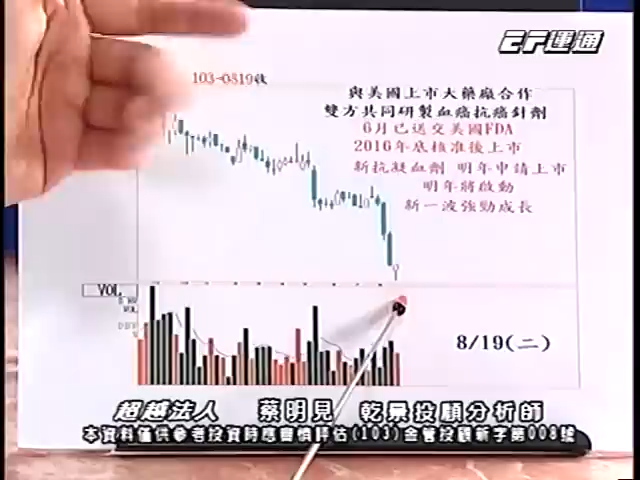 運通
103-0819收
與美國上市大藥廠合作
雙方共同研製血癌抗癌針劑
6月已送交美國FDA
2016年底核准後上市
新抗凝血劑 明年申請上市
明年將啟動
新一波強勁成長
VOL
VOL
8/19(二)
超越法人 蔡明見 乾景投顧分析師
本資料僅供參考投資時應審慎評估(103)金管投顧新字第008號